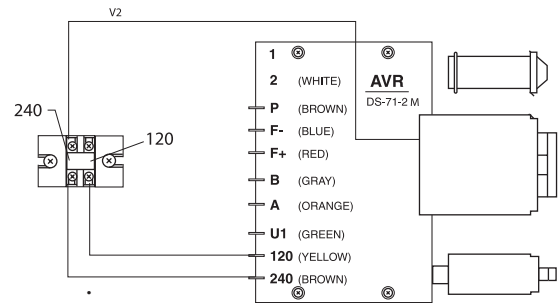 V2
1
2 (WHITE)
AVR
DS-71-2 M
P (BROWN)
F- (BLUE)
F+ (RED)
B (GRAY)
A (ORANGE)
U1 (GREEN)
120 (YELLOW)
240 (BROWN)
240
120